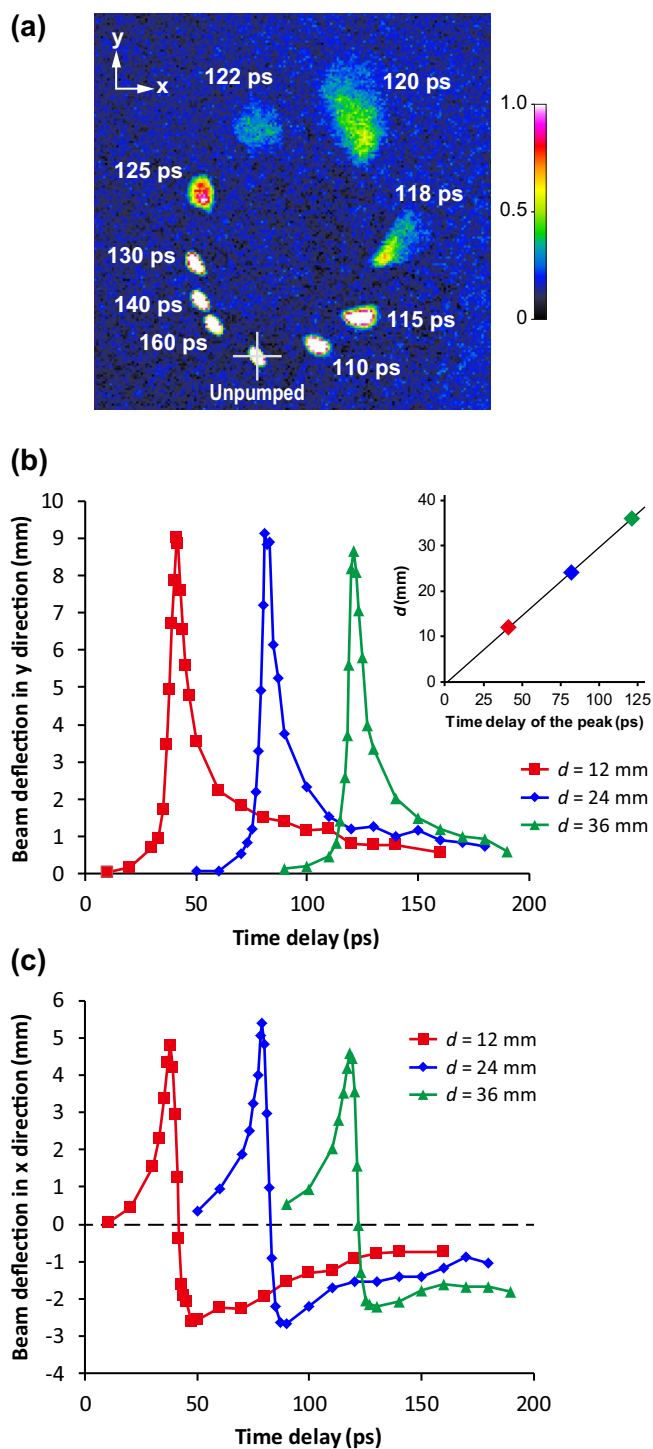 (a)
y
x
122 ps
120 ps
125 ps
118 ps
130 ps
140 ps
160 ps
115 ps
110 ps
Unpumped
1.0
0.5
0
(b)
Beam deflection in y direction (mm)
10
9
8
7
6
5
4
3
2
1
0
0 50 100 150 200
Time delay (ps)
d (mm)
40
30
20
10
0
0 25 50 75 100 125
Time delay of the peak (ps)
d = 12 mm
d = 24 mm
d = 36 mm
(c)
Beam deflection in x direction (mm)
6
5
4
3
2
1
0
-1
-2
-3
-4
0 50 100 150 200
Time delay (ps)
d = 12 mm
d = 24 mm
d = 36 mm